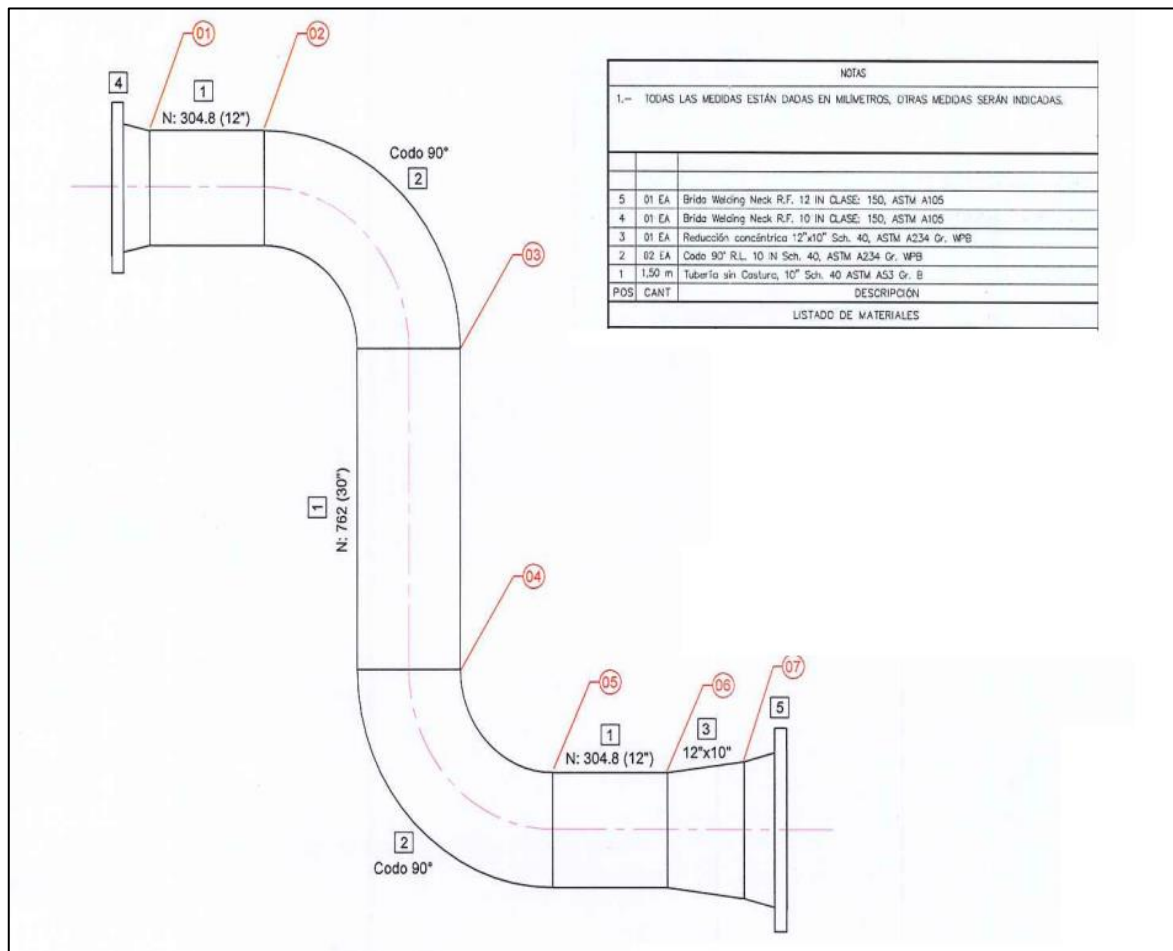 01
02
4
1
N: 304.8 (12")
Codo 90°
2
03
1
N: 762 (30")
04
05
06
07
1
N: 304.8 (12")
3
12"x10"
5
2
Codo 90°
NOTAS
1.- TODAS LAS MEDIDAS ESTÁN DADAS EN MILÍMETROS, OTRAS MEDIDAS SERÁN INDICADAS.
5 01 EA Brida Welding Neck R.F. 12 IN CLASE: 150, ASTM A105
4 01 EA Brida Welding Neck R.F. 10 IN CLASE: 150, ASTM A105
3 01 EA Reducción concéntrica 12"x10" Sch. 40, ASTM A234 Gr. WPB
2 02 EA Codo 90° R.L. 10 IN Sch. 40, ASTM A234 Gr. WPB
1 1,50 m Tubería sin Costura, 10" Sch. 40 ASTM A53 Gr. B
POS CANT DESCRIPCIÓN
LISTADO DE MATERIALES